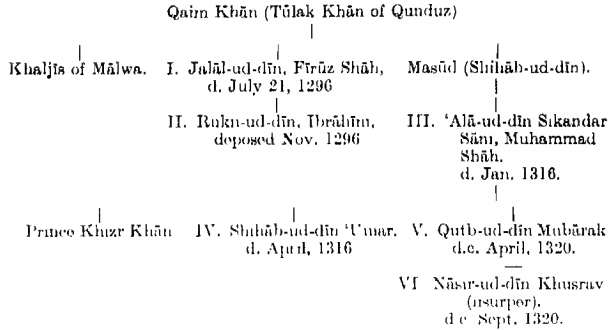 Qaim Khān (Tūlak Khān of Qunduz)
Khaljīs of Mālwa. I. Jalāl-ud-dīn, Fīrūz Shāh, Masūd (Shihāb-ud-dīn).
d. July 21, 1296
II. Rukn-ud-dīn, Ibrāhīm, III. ‘Alā-ud-dīn Sikandar
deposed Nov. 1296 Sānī, Muhammad
Shāh.
d. Jan. 1316.
Prince Khizr Khān IV. Shihāb-ud-dīn ‘Umar. V. Qutb-ud-dīn Mubārak
d. April, 1316 d.c. April, 1320.
VI Nāsir-ud-dīn Khusrav
(usurper).
d c Sept. 1320.